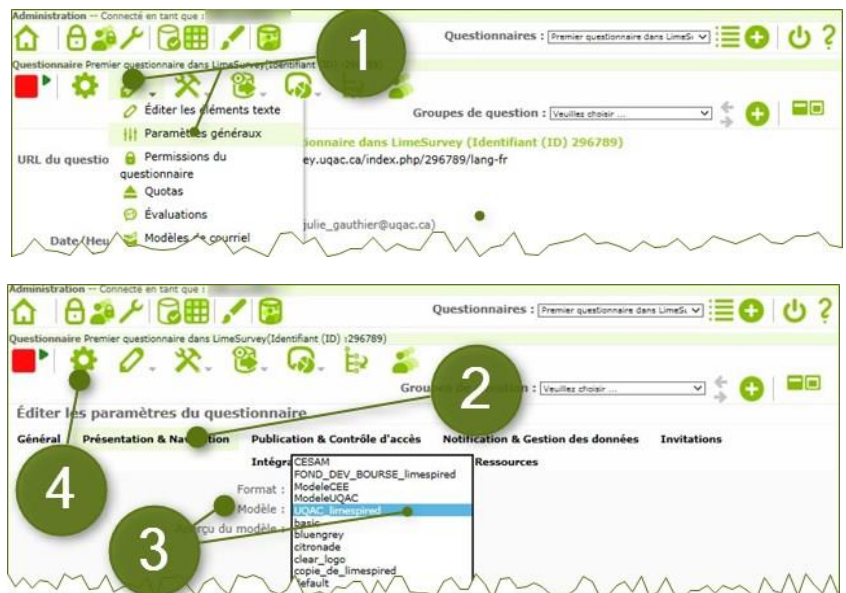 Administration -- Connecté en tant que :
Questionnaires : Premier questionnaire dans LimeSu
1
Questionnaire Premier questionnaire dans LimeSurvey(Identifiant (ID) :296789)
Éditer les éléments texte
Groupes de question : Veuillez choisir ...
Paramètres généraux
ionnaire dans LimeSurvey (Identifiant (ID) 296789)
URL du questio
Permissions du
ey.uqac.ca/index.php/296789/lang-fr
questionnaire
Quotas
Évaluations
julie_gauthier@uqac.ca)
Date (Heu
Modèles de courriel
Administration -- Connecté en tant que :
Questionnaires : Premier questionnaire dans LimeSu
Questionnaire Premier questionnaire dans LimeSurvey(Identifiant (ID) :296789)
2
Veuillez choisir ...
Éditer les paramètres du questionnaire
Général Présentation & Navigation Publication & Contrôle d'accès Notification & Gestion des données Invitations
Intégra
Ressources
4
CESAM
FOND_DEV_BOURSE_limespired
Format :
ModeleCEE
ModeleUQAC
Modèle :
UQAC_limespired
basic
Aperçu du modèle :
bluengrey
3
citronade
clear_logo
copie_de_limespired
default